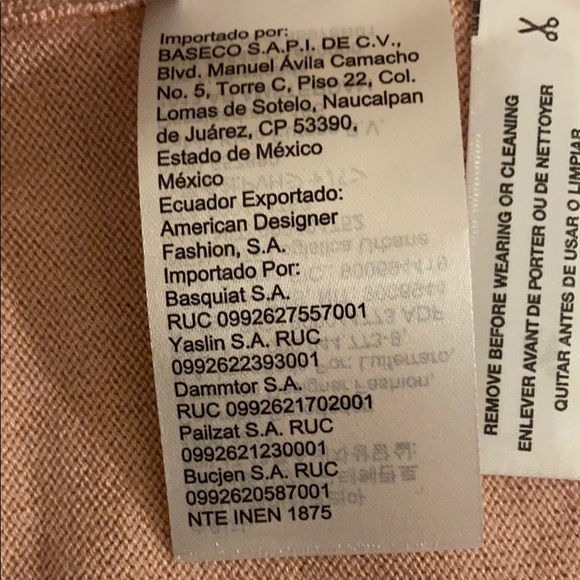 Importado por:
BASECO S.A.P.I. DE C.V.,
Blvd. Manuel Ávila Camacho
No. 5, Torre C, Piso 22, Col.
Lomas de Sotelo, Naucalpan
de Juárez, CP 53390,
Estado de México
México
Ecuador Exportado:
American Designer
Fashion, S.A.
Importado Por:
Basquiat S.A.
RUC 0992627557001
Yaslin S.A. RUC
0992622393001
Dammtor S.A.
RUC 0992621702001
Pailzat S.A. RUC
0992621230001
Bucjen S.A. RUC
0992620587001
NTE INEN 1875
REMOVE BEFORE WEARING OR CLEANING
ENLEVER AVANT DE PORTER OU DE NETTOYER
QUITAR ANTES DE USAR O LIMPIAR